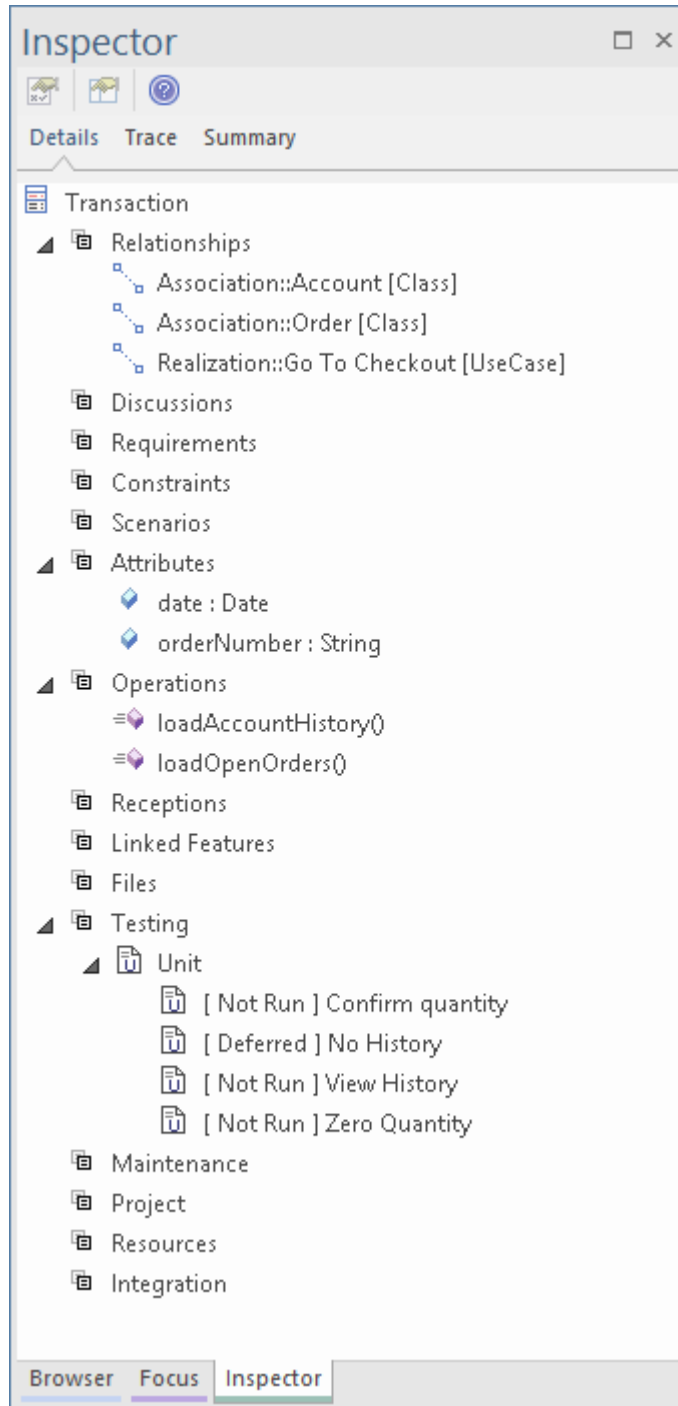 Inspector
Details Trace Summary
Transaction
Relationships
Association::Account [Class]
Association::Order [Class]
Realization::Go To Checkout [UseCase]
Discussions
Requirements
Constraints
Scenarios
Attributes
date : Date
orderNumber : String
Operations
loadAccountHistory()
loadOpenOrders()
Receptions
Linked Features
Files
Testing
Unit
[ Not Run ] Confirm quantity
[ Deferred ] No History
[ Not Run ] View History
[ Not Run ] Zero Quantity
Maintenance
Project
Resources
Integration
Browser Focus Inspector